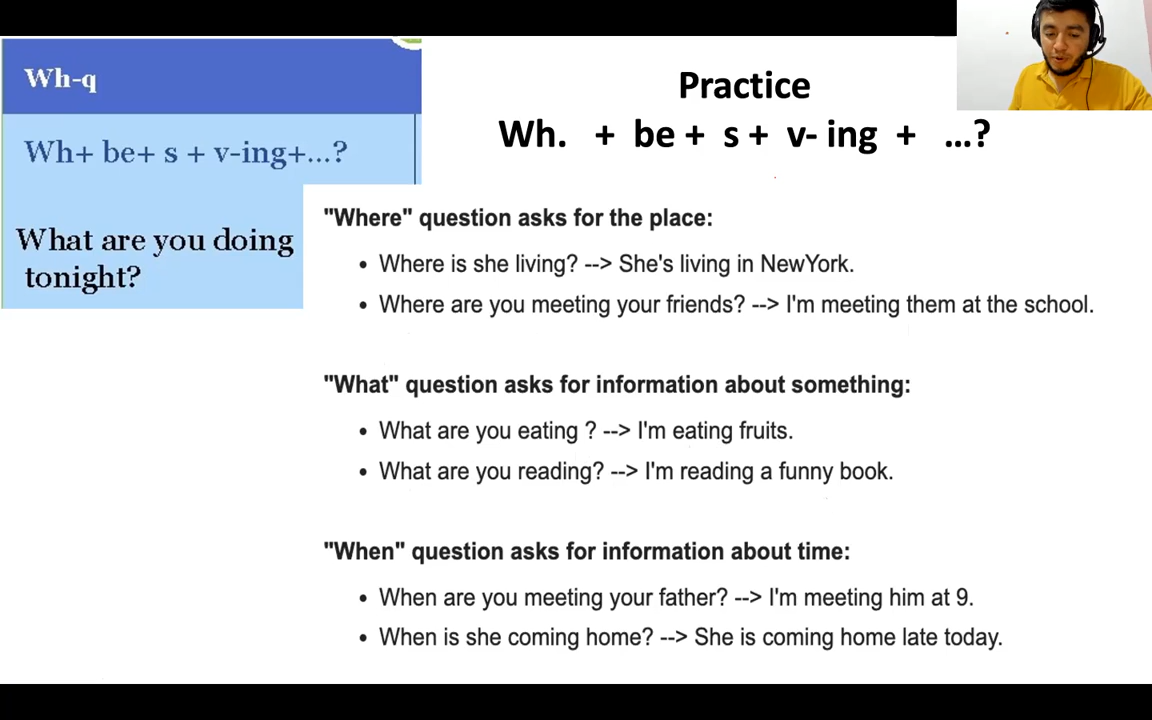 Wh-q
Wh+ be+ s + v-ing+...?
What are you doing
tonight?
Practice
Wh. + be + s + v- ing + ...?
"Where" question asks for the place:
• Where is she living? --> She's living in NewYork.
• Where are you meeting your friends? --> I'm meeting them at the school.
"What" question asks for information about something:
• What are you eating ? --> I'm eating fruits.
• What are you reading? --> I'm reading a funny book.
"When" question asks for information about time:
• When are you meeting your father? --> I'm meeting him at 9.
• When is she coming home? --> She is coming home late today.